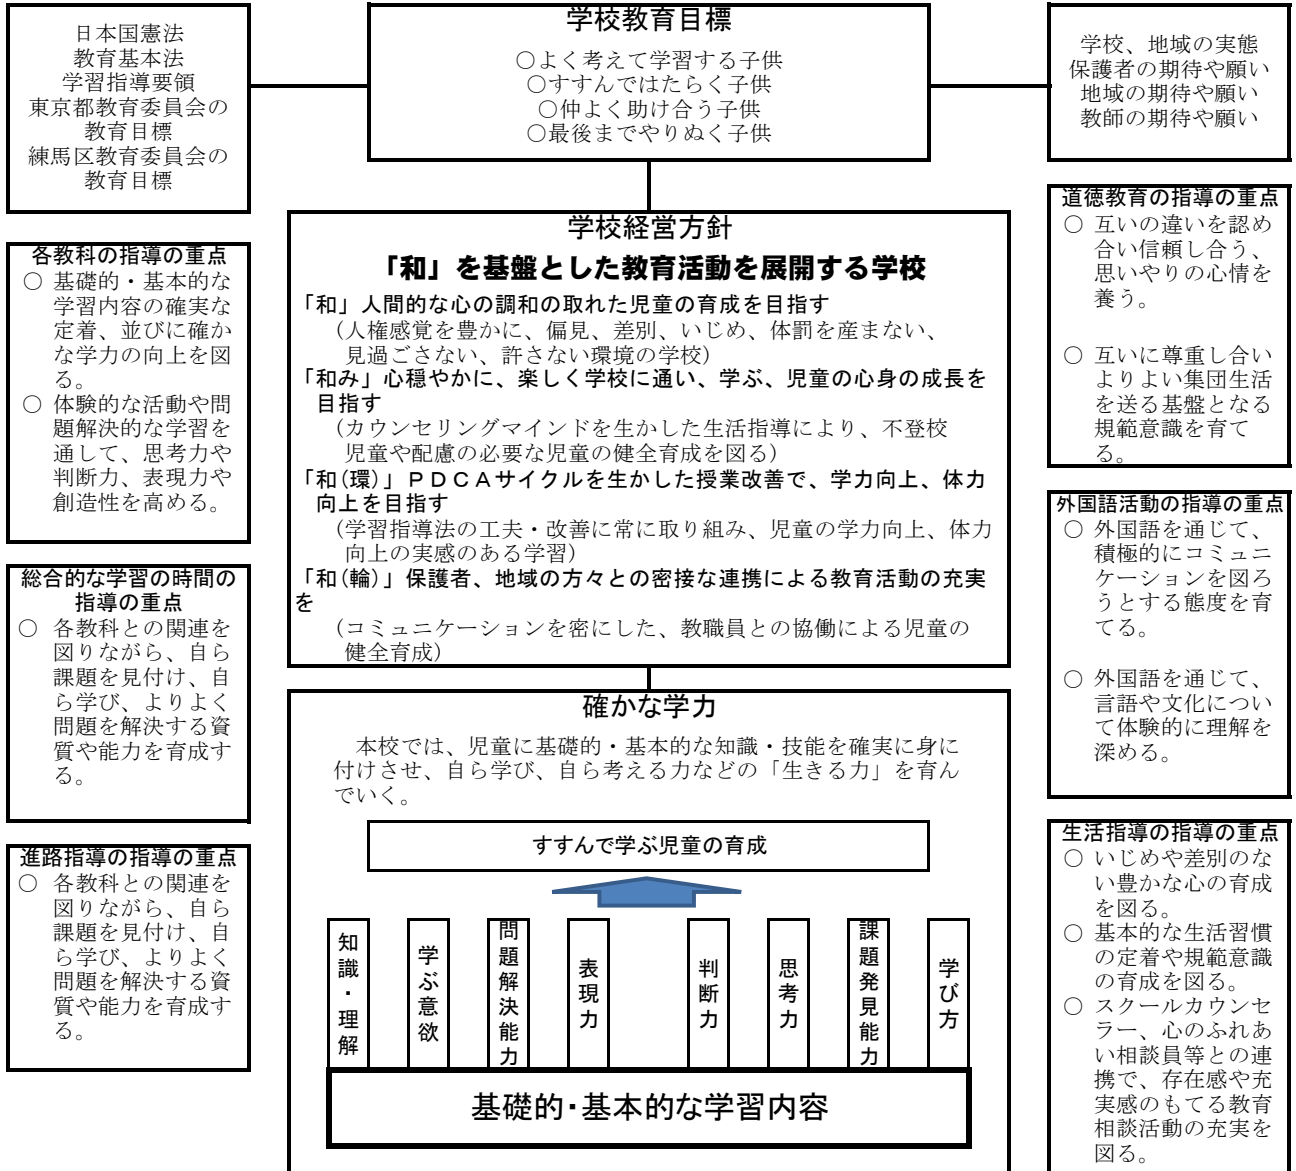 日本国憲法
教育基本法
学習指導要領
東京都教育委員会の
教育目標
練馬区教育委員会の
教育目標
学校教育目標
○よく考えて学習する子供
○すすんではたらく子供
○仲よく助け合う子供
○最後までやりぬく子供
学校、地域の実態
保護者の期待や願い
地域の期待や願い
教師の期待や願い
各教科の指導の重点
○ 基礎的・基本的な
学習内容の確実な
定着、並びに確か
な学力の向上を図
る。
○ 体験的な活動や問
題解決的な学習を
通して、思考力や
判断力、表現力や
創造性を高める。
総合的な学習の時間の
指導の重点
○ 各教科との関連を
図りながら、自ら
課題を見付け、自
ら学び、よりよく
問題を解決する資
質や能力を育成す
る。
進路指導の指導の重点
○ 各教科との関連を
図りながら、自ら
課題を見付け、自
ら学び、よりよく
問題を解決する資
質や能力を育成す
る。
学校経営方針
「和」を基盤とした教育活動を展開する学校
「和」人間的な心の調和の取れた児童の育成を目指す
(人権感覚を豊かに、偏見、差別、いじめ、体罰を産まない、
見過ごさない、許さない環境の学校)
「和み」心穏やかに、楽しく学校に通い、学ぶ、児童の心身の成長を
目指す
(カウンセリングマインドを生かした生活指導により、不登校
児童や配慮の必要な児童の健全育成を図る)
「和(環)」ＰＤＣＡサイクルを生かした授業改善で、学力向上、体力
向上を目指す
(学習指導法の工夫・改善に常に取り組み、児童の学力向上、体力
向上の実感のある学習)
「和(輪)」保護者、地域の方々との密接な連携による教育活動の充実
を
(コミュニケーションを密にした、教職員との協働による児童の
健全育成)
確かな学力
本校では、児童に基礎的・基本的な知識・技能を確実に身に
付けさせ、自ら学び、自ら考える力などの「生きる力」を育ん
でいく。
すすんで学ぶ児童の育成
知識・理解
学ぶ意欲
問題解決能力
表現力
判断力
思考力
課題発見能力
学び方
基礎的・基本的な学習内容
道徳教育の指導の重点
○ 互いの違いを認め
合い信頼し合う、
思いやりの心情を
養う。
○ 互いに尊重し合い
よりよい集団生活
を送る基盤となる
規範意識を育て
る。
外国語活動の指導の重点
○ 外国語を通じて、
積極的にコミュニ
ケーションを図ろ
うとする態度を育
てる。
○ 外国語を通じて、
言語や文化につい
て体験的に理解を
深める。
生活指導の指導の重点
○ いじめや差別のな
い豊かな心の育成
を図る。
○ 基本的な生活習慣
の定着や規範意識
の育成を図る。
○ スクールカウンセ
ラー、心のふれあ
い相談員等との連
携で、存在感や充
実感のもてる教育
相談活動の充実を
図る。